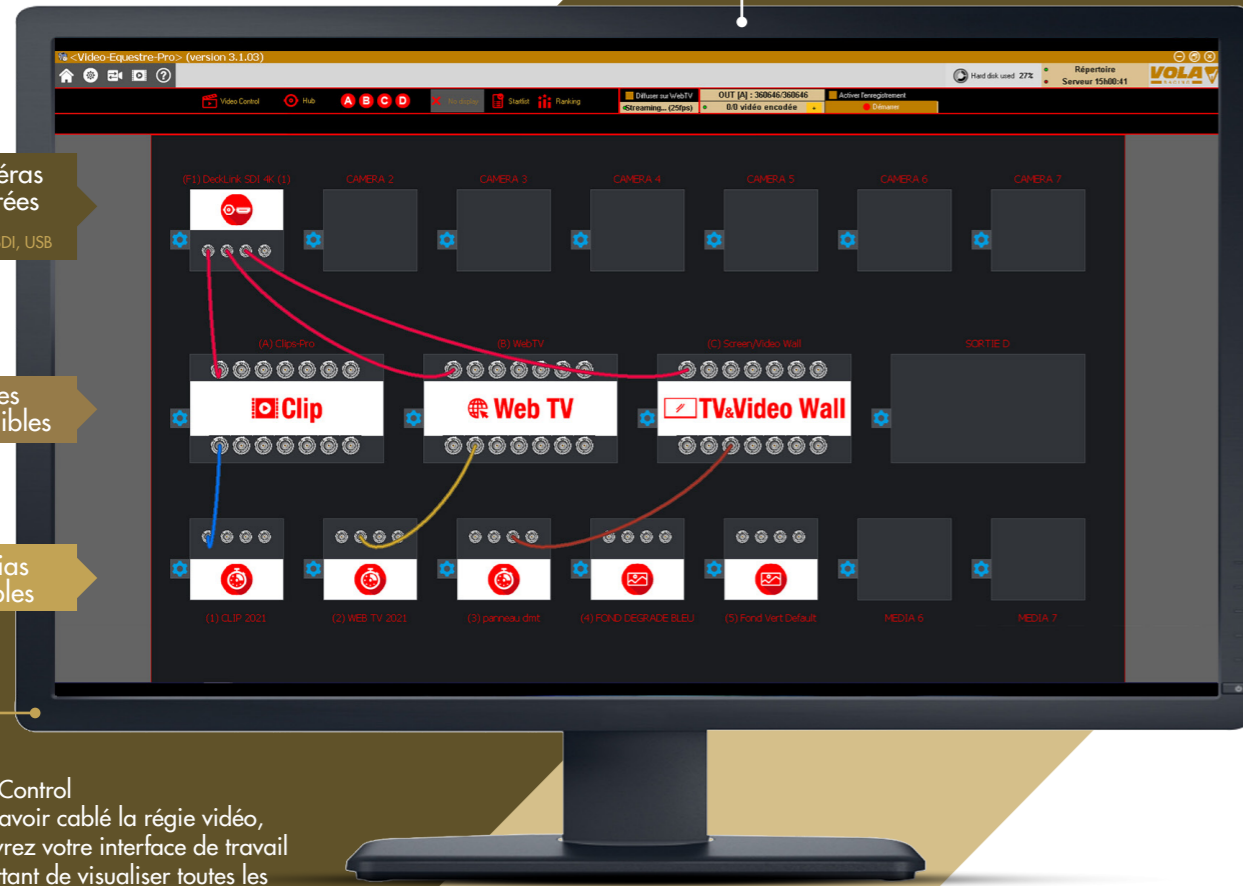 <Video-Equestre-Pro> (version 3.1.03)
Hard disk used 27%
Répertoire
Serveur 15h00:41
VOLA
RACING
Video Control
Hub
A B C D
No display
Startlist
Ranking
Diffuser sur WebTV
Streaming... (25fps)
OUT [A] : 360646/360646
0/0 vidéo encodée
Activer l'enregistrement
Démarrer
(F1) DeckLink SDI 4K (1)
CAMERA 2
CAMERA 3
CAMERA 4
CAMERA 5
CAMERA 6
CAMERA 7
éras
rées
SDI, USB
(A) Clips-Pro
(B) WebTV
(C) Screen/Video Wall
SORTIE D
Clip
Web TV
TV&Video Wall
es
ibles
ias
bles
(1) CLIP 2021
(2) WEB TV 2021
(3) panneau dmt
(4) FOND DEGRADE BLEU
(5) Fond Vert Default
MEDIA 6
MEDIA 7
Control
avoir cablé la régie vidéo,
vrez votre interface de travail
tant de visualiser toutes les